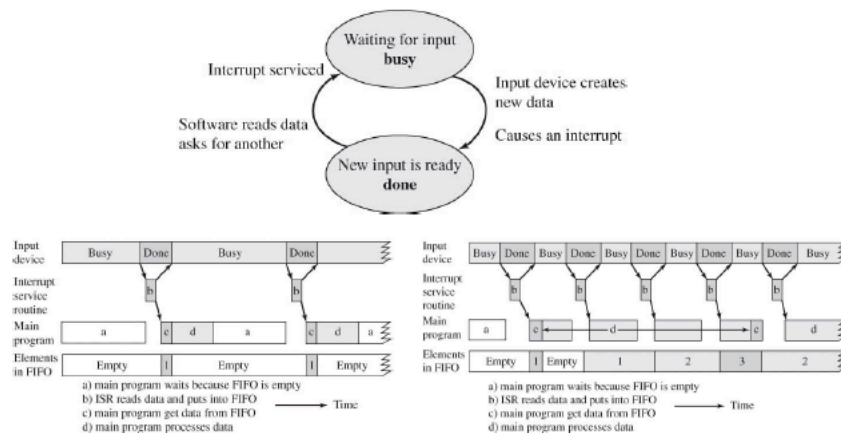 Waiting for input
busy
Interrupt serviced
Input device creates
new data
Software reads data
asks for another
Causes an interrupt
New input is ready
done
Input
device
Busy Done Busy Done
Interrupt
service
routine
b b
Main
program
a c d a c d a
Elements
in FIFO
Empty 1 Empty 1 Empty
a) main program waits because FIFO is empty
b) ISR reads data and puts into FIFO
c) main program get data from FIFO
d) main program processes data
Time
Input
device
Busy Done Busy Done Busy Done Busy Done Busy Done Busy
Interrupt
service
routine
b b b b b
Main
program
a c d c d
Elements
in FIFO
Empty 1 Empty 1 2 3 2
a) main program waits because FIFO is empty
b) ISR reads data and puts into FIFO
c) main program get data from FIFO
d) main program processes data
Time